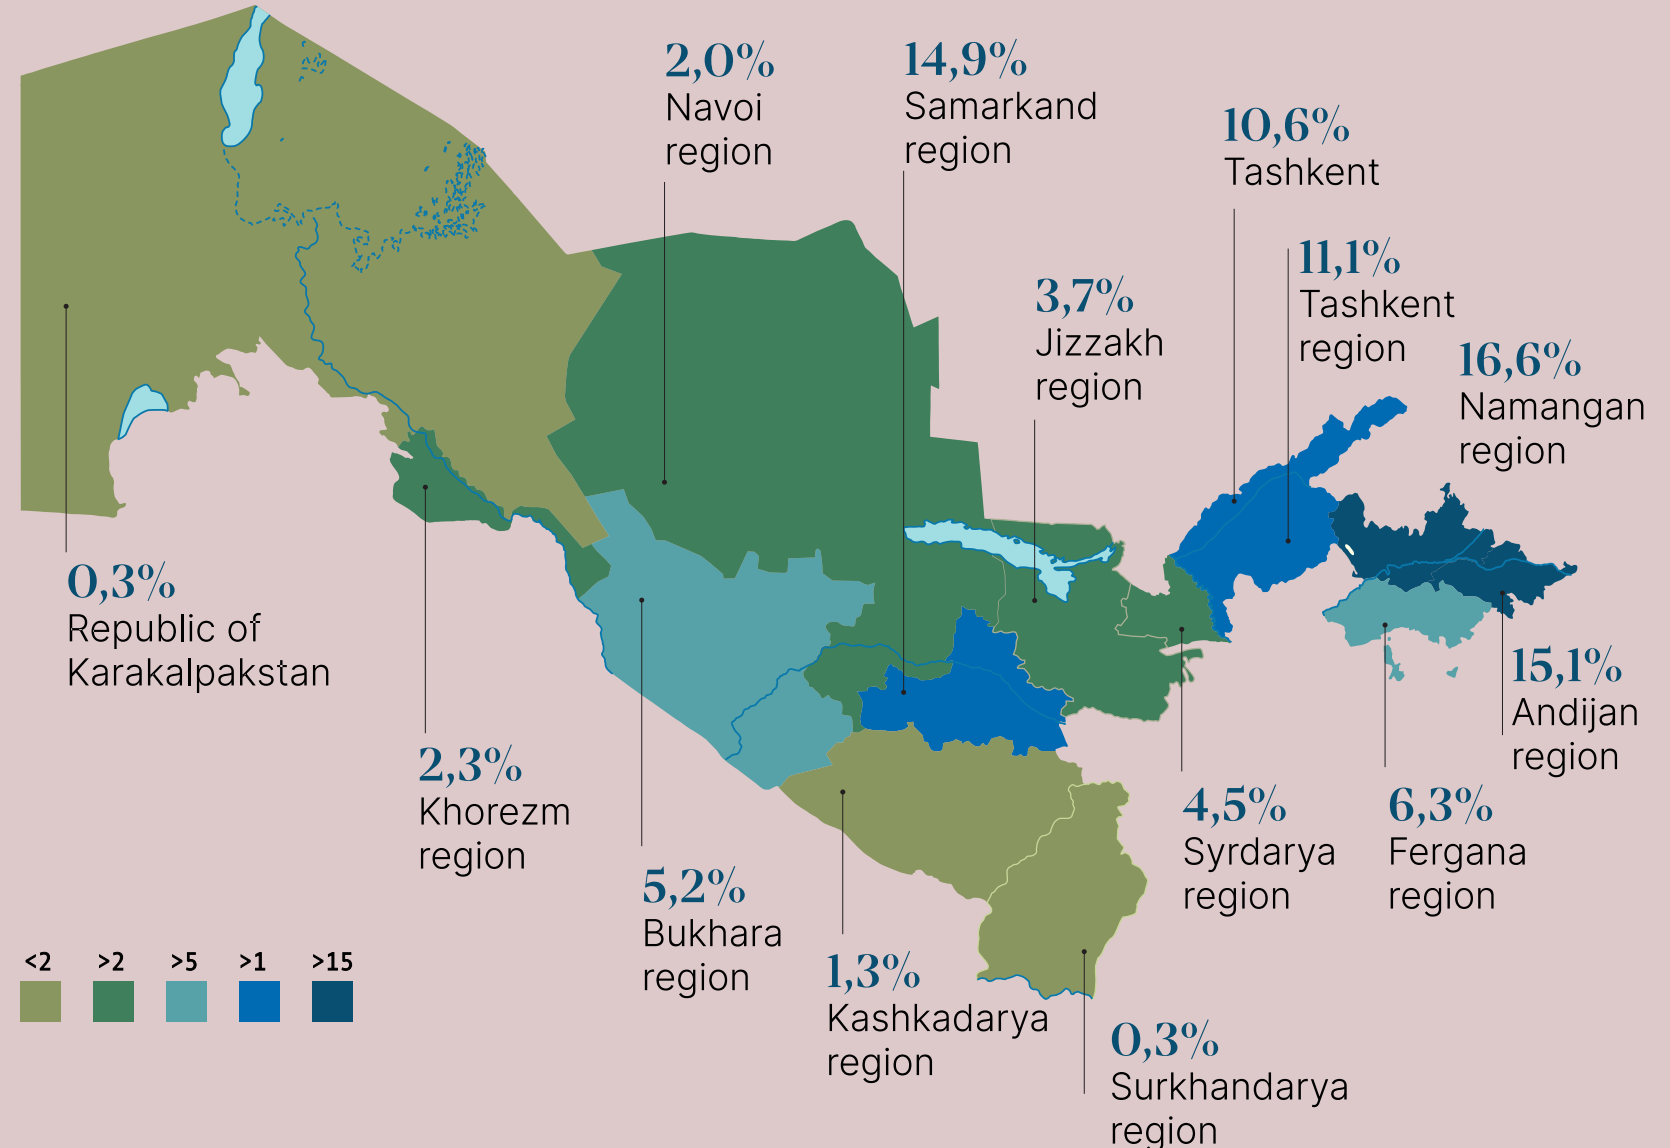 2,0%
Navoi
region
14,9%
Samarkand
region
10,6%
Tashkent
11,1%
Tashkent
region
3,7%
Jizzakh
region
16,6%
Namangan
region
0,3%
Republic of
Karakalpakstan
2,3%
Khorezm
region
5,2%
Bukhara
region
1,3%
Kashkadarya
region
0,3%
Surkhandarya
region
4,5%
Syrdarya
region
6,3%
Fergana
region
15,1%
Andijan
region
<2 >2 >5 >1 >15